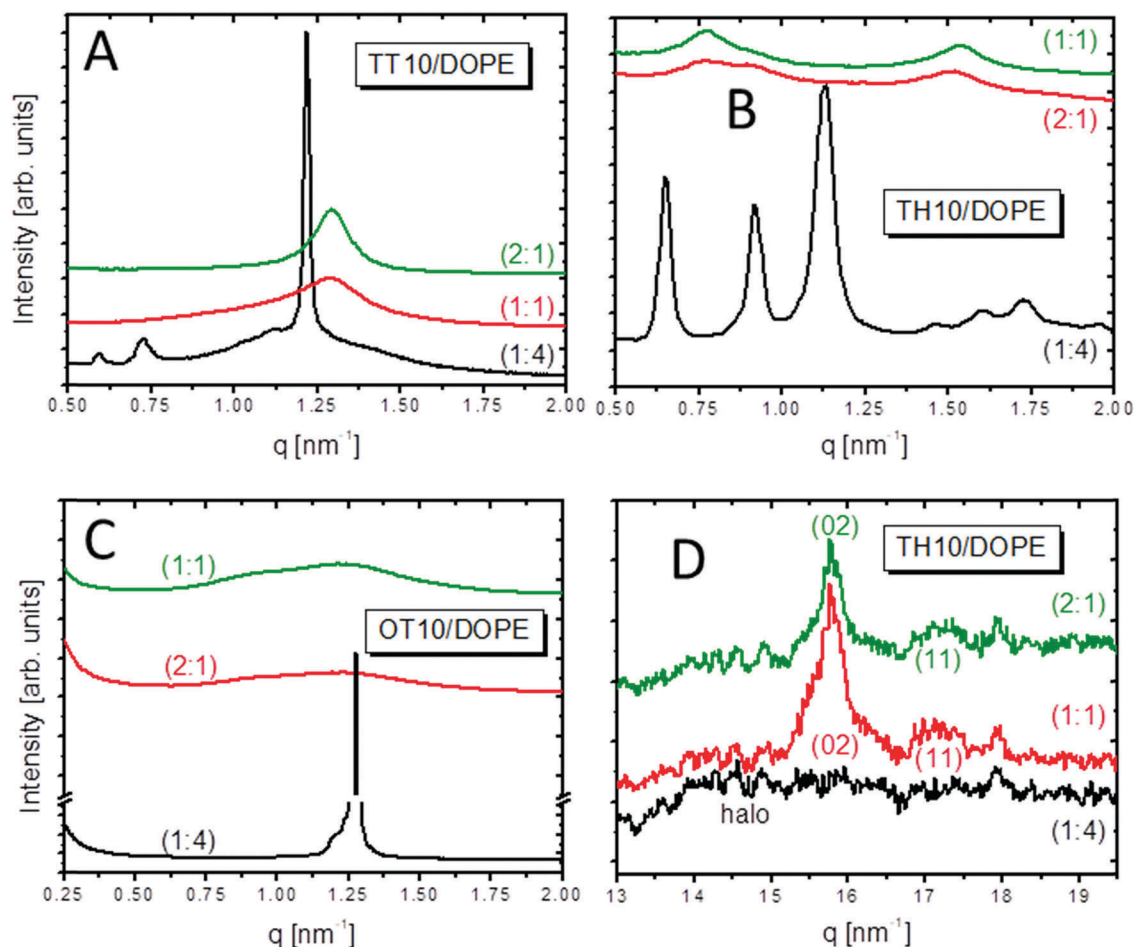 A
TT10/DOPE
(2:1)
(1:1)
(1:4)
Intensity [arb. units]
0.50 0.75 1.00 1.25 1.50 1.75 2.00
q [nm⁻¹]
(1:1)
(2:1)
B
TH10/DOPE
(1:4)
0.50 0.75 1.00 1.25 1.50 1.75 2.00
q [nm⁻¹]
C
(1:1)
OT10/DOPE
(2:1)
(1:4)
Intensity [arb. units]
0.25 0.50 0.75 1.00 1.25 1.50 1.75 2.00
q [nm⁻¹]
(02)
D
TH10/DOPE
(2:1)
(11)
(1:1)
(02)
(11)
halo
(1:4)
13 14 15 16 17 18 19
q [nm⁻¹]